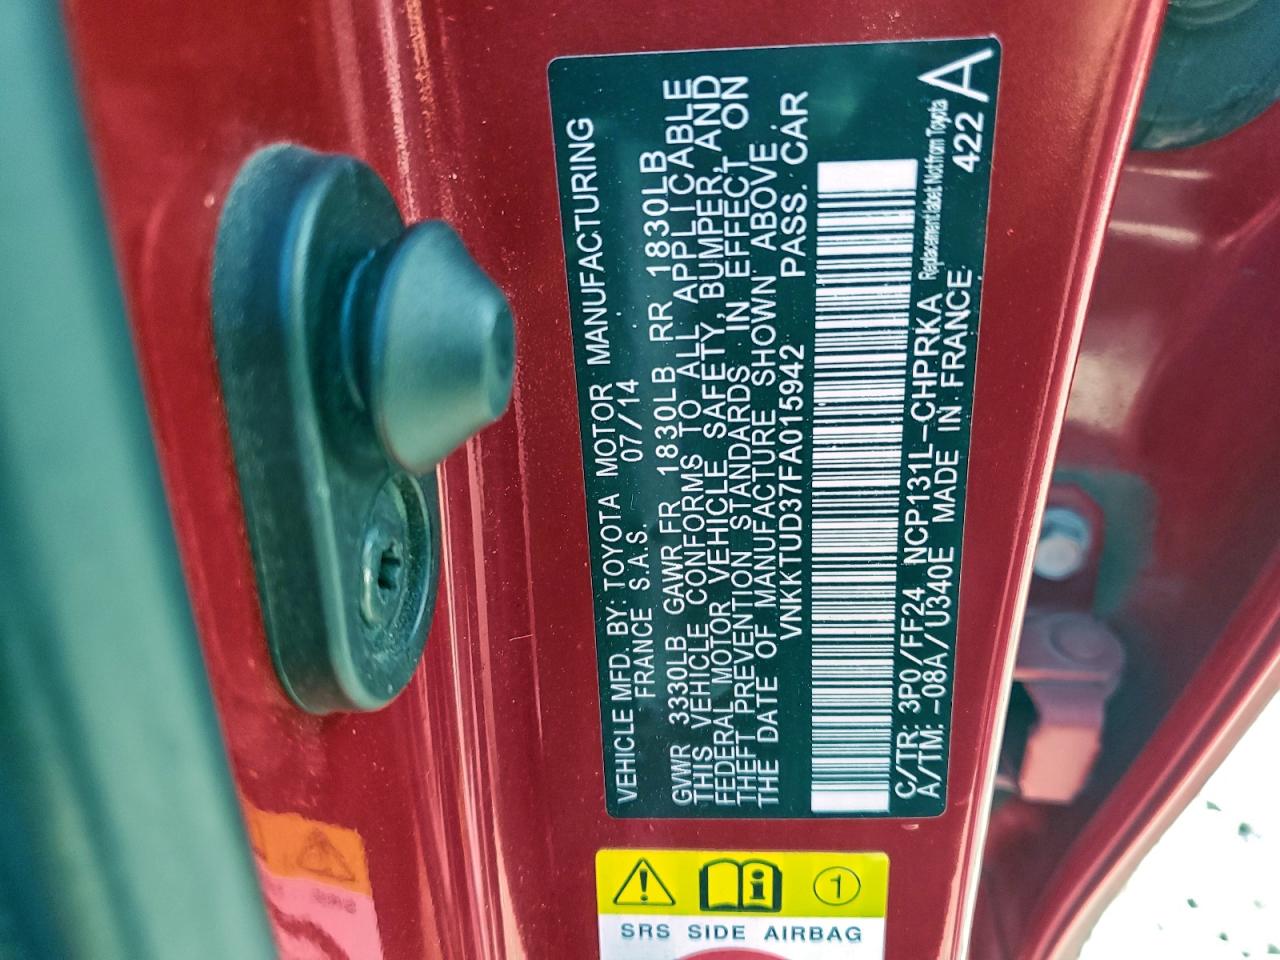 VEHICLE MFD. BY TOYOTA MOTOR MANUFACTURING
FRANCE S.A.S. 07/14
GVWR 3330LB GAWR FR 1830LB RR 1830LB
THIS VEHICLE CONFORMS TO ALL APPLICABLE
FEDERAL MOTOR VEHICLE SAFETY, BUMPER, AND
THEFT PREVENTION STANDARDS IN EFFECT ON
THE DATE OF MANUFACTURE SHOWN ABOVE.
VNKKTUD37FA015942 PASS. CAR
C/TR: 3P0/FF24 NCP131L-CHPRKA
Replacement label: Not from Toyota
A/TM: -08A/U340E MADE IN FRANCE
422 A
1
SRS SIDE AIRBAG